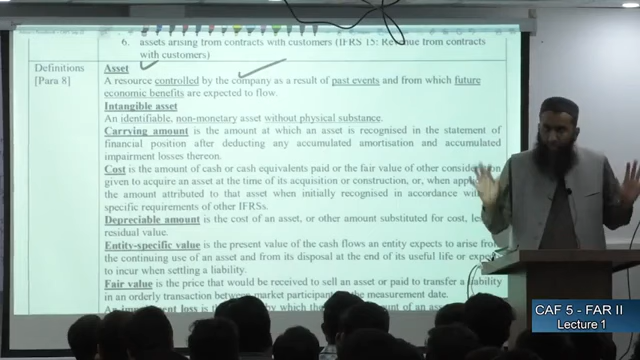 6. assets arising from contracts with customers (IFRS 15: Revenue from contracts
with customers)
Definitions
[Para 8]
Asset
A resource controlled by the company as a result of past events and from which future
economic benefits are expected to flow.
Intangible asset
An identifiable, non-monetary asset without physical substance.
Carrying amount is the amount at which an asset is recognised in the statement of
financial position after deducting any accumulated amortisation and accumulated
impairment losses thereon.
Cost is the amount of cash or cash equivalents paid or the fair value of other
given to acquire an asset at the time of its acquisition or construction, or, when
the amount attributed to that asset when initially recognised in accordance
specific requirements of other IFRSs.
Depreciable amount is the cost of an asset, or other amount substituted for cost,
residual value.
Entity-specific value is the present value of the cash flows an entity expects to arise
the continuing use of an asset and from its disposal at the end of its useful life or
to incur when settling a liability.
Fair value is the price that would be received to sell an asset or paid to transfer a liability
in an orderly transaction between market participants the measurement date.
An impairment loss is of an
CAF 5 - FAR II
Lecture 1